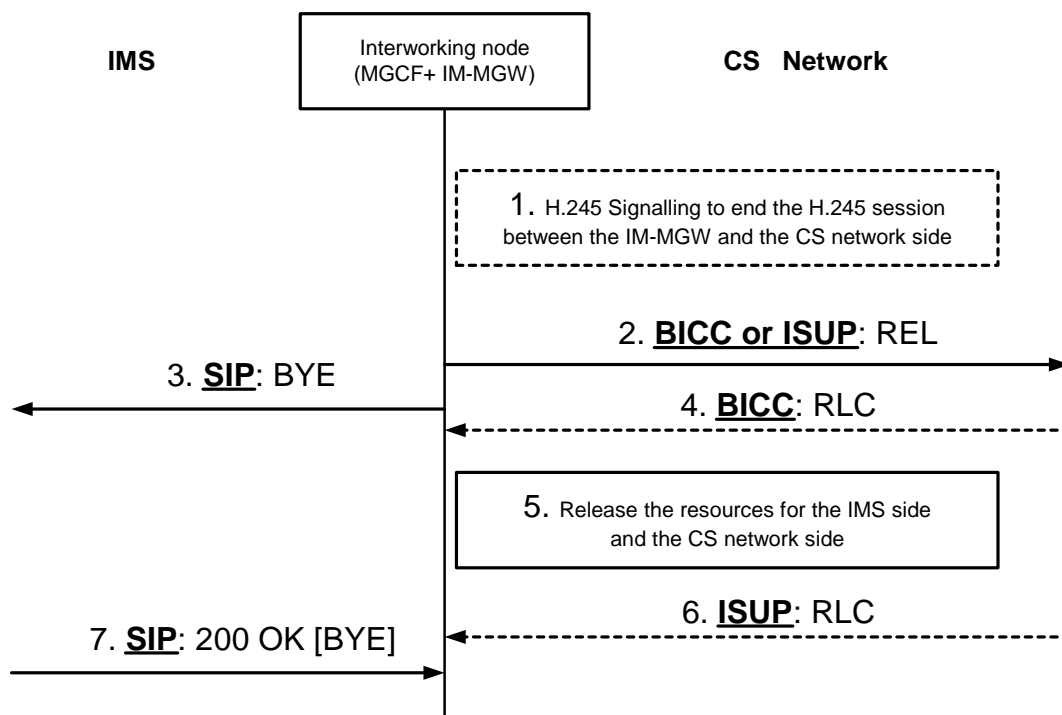 IMS
Interworking node
(MGCF+ IM-MGW)
CS Network
1. H.245 Signalling to end the H.245 session
between the IM-MGW and the CS network side
2. BICC or ISUP: REL
3. SIP: BYE
4. BICC: RLC
5. Release the resources for the IMS side
and the CS network side
6. ISUP: RLC
7. SIP: 200 OK [BYE]